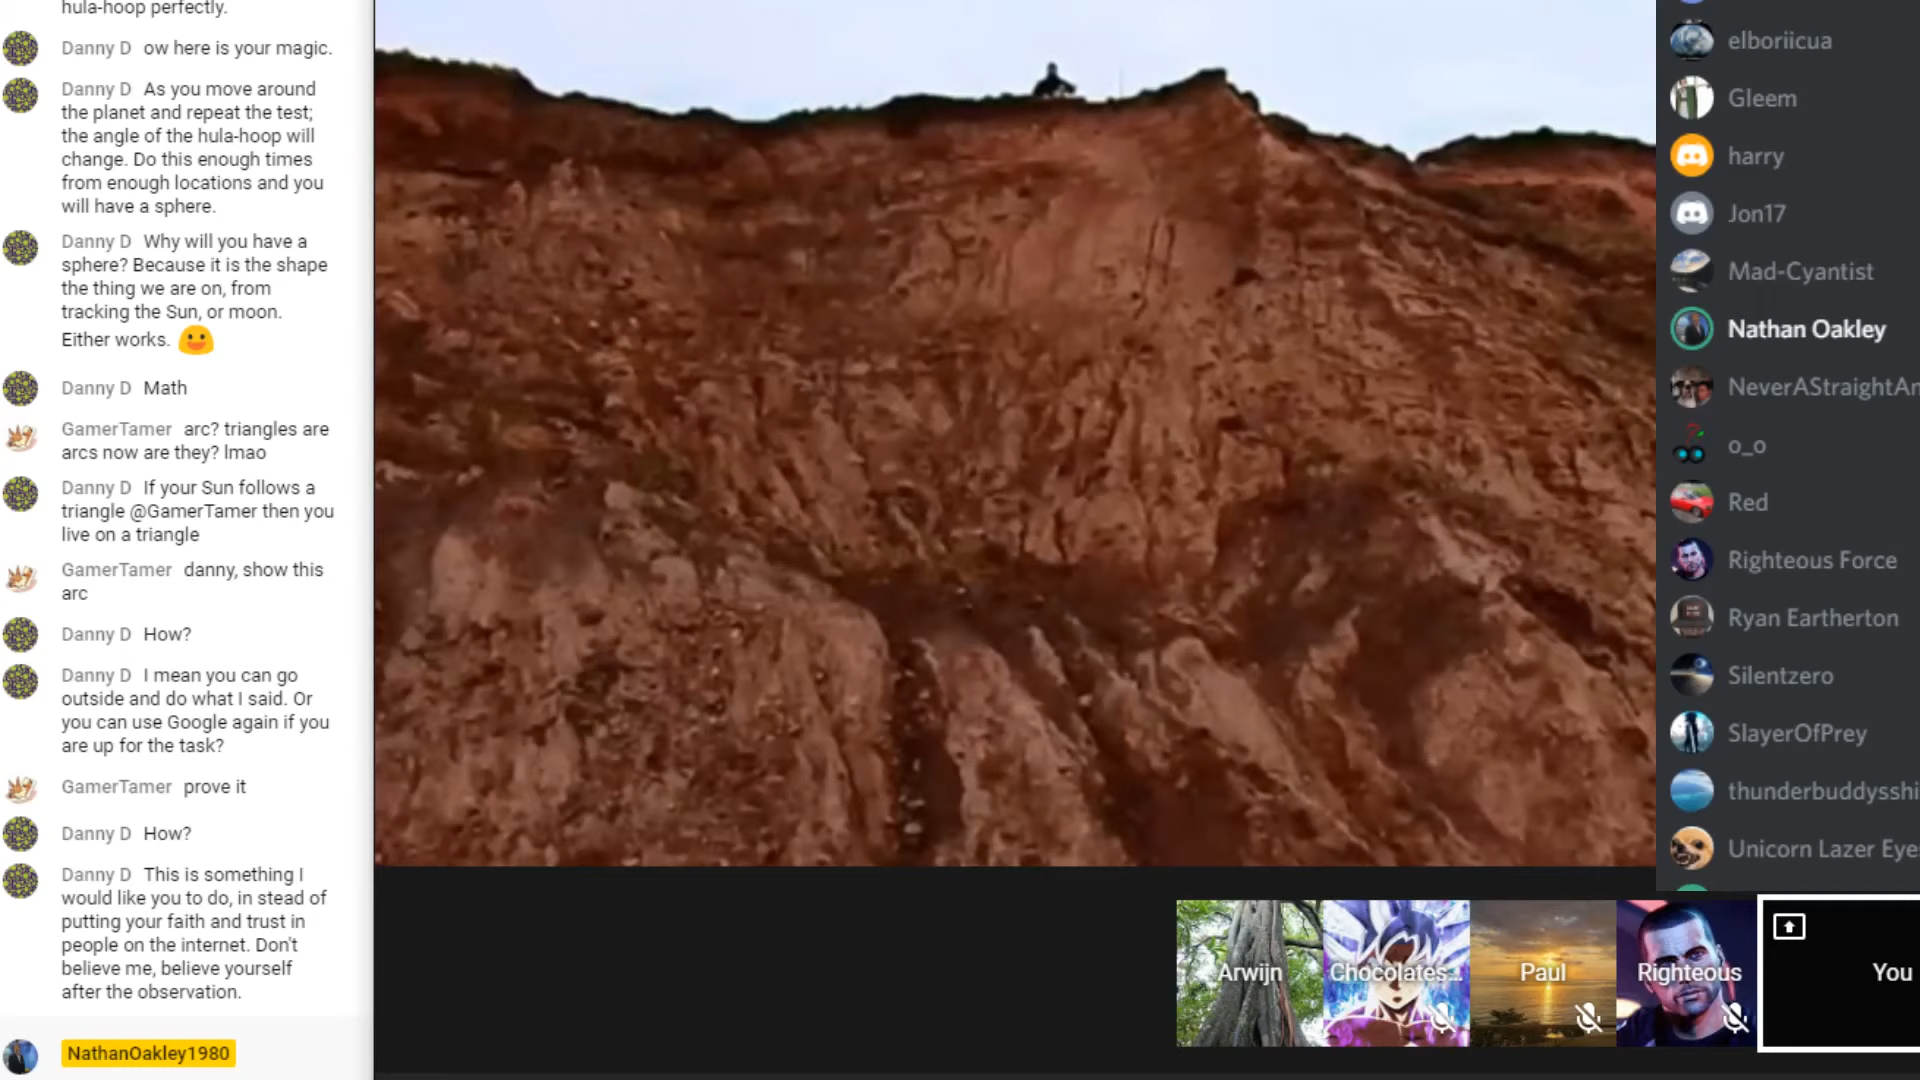 hula-hoop perfectly.
Danny D ow here is your magic.
Danny D As you move around
the planet and repeat the test;
the angle of the hula-hoop will
change. Do this enough times
from enough locations and you
will have a sphere.
Danny D Why will you have a
sphere? Because it is the shape
the thing we are on, from
tracking the Sun, or moon.
Either works.
Danny D Math
GamerTamer arc? triangles are
arcs now are they? lmao
Danny D If your Sun follows a
triangle @GamerTamer then you
live on a triangle
GamerTamer danny, show this
arc
Danny D How?
Danny D I mean you can go
outside and do what I said. Or
you can use Google again if you
are up for the task?
GamerTamer prove it
Danny D How?
Danny D This is something I
would like you to do, in stead of
putting your faith and trust in
people on the internet. Don't
believe me, believe yourself
after the observation.
NathanOakley1980
elboriicua
Gleem
harry
Jon17
Mad-Cyantist
Nathan Oakley
NeverAStraightAn
o_o
Red
Righteous Force
Ryan Eartherton
Silentzero
SlayerOfPrey
thunderbuddysshi
Unicorn Lazer Eye
Arwijn
Chocolates...
Paul
Righteous
You